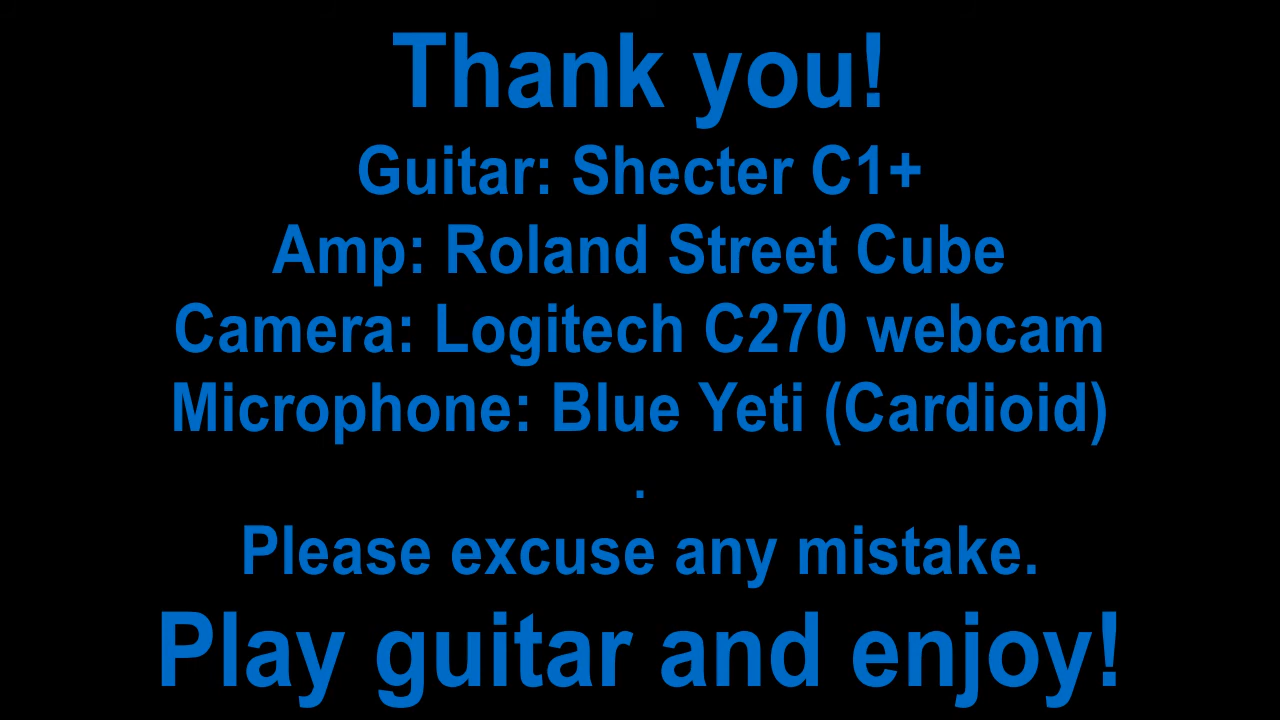 Thank you!
Guitar: Shecter C1+
Amp: Roland Street Cube
Camera: Logitech C270 webcam
Microphone: Blue Yeti (Cardioid)
.
Please excuse any mistake.
Play guitar and enjoy!